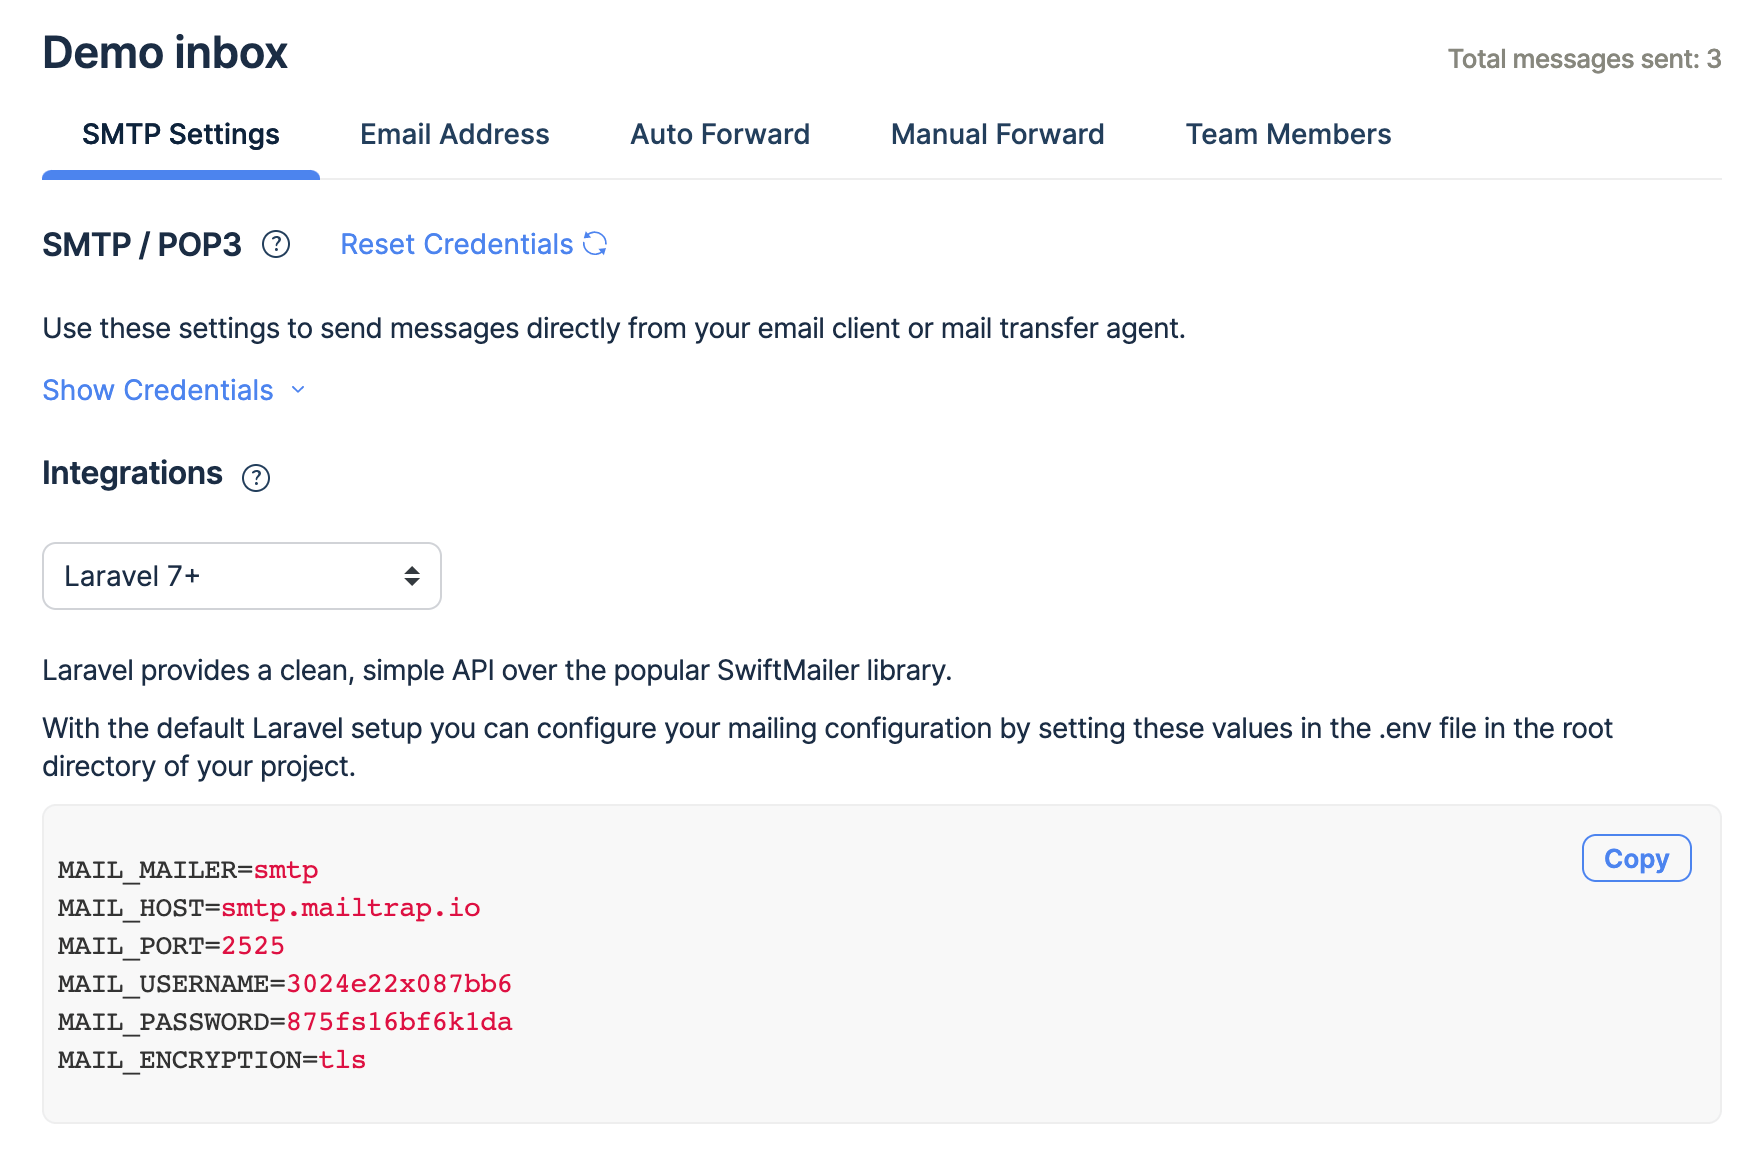 Demo inbox
Total messages sent: 3
SMTP Settings
Email Address
Auto Forward
Manual Forward
Team Members
SMTP / POP3 ?
Reset Credentials
Use these settings to send messages directly from your email client or mail transfer agent.
Show Credentials
Integrations ?
Laravel 7+
Laravel provides a clean, simple API over the popular SwiftMailer library.
With the default Laravel setup you can configure your mailing configuration by setting these values in the .env file in the root
directory of your project.
Copy
MAIL_MAILER=smtp
MAIL_HOST=smtp.mailtrap.io
MAIL_PORT=2525
MAIL_USERNAME=3024e22x087bb6
MAIL_PASSWORD=875fs16bf6k1da
MAIL_ENCRYPTION=tls